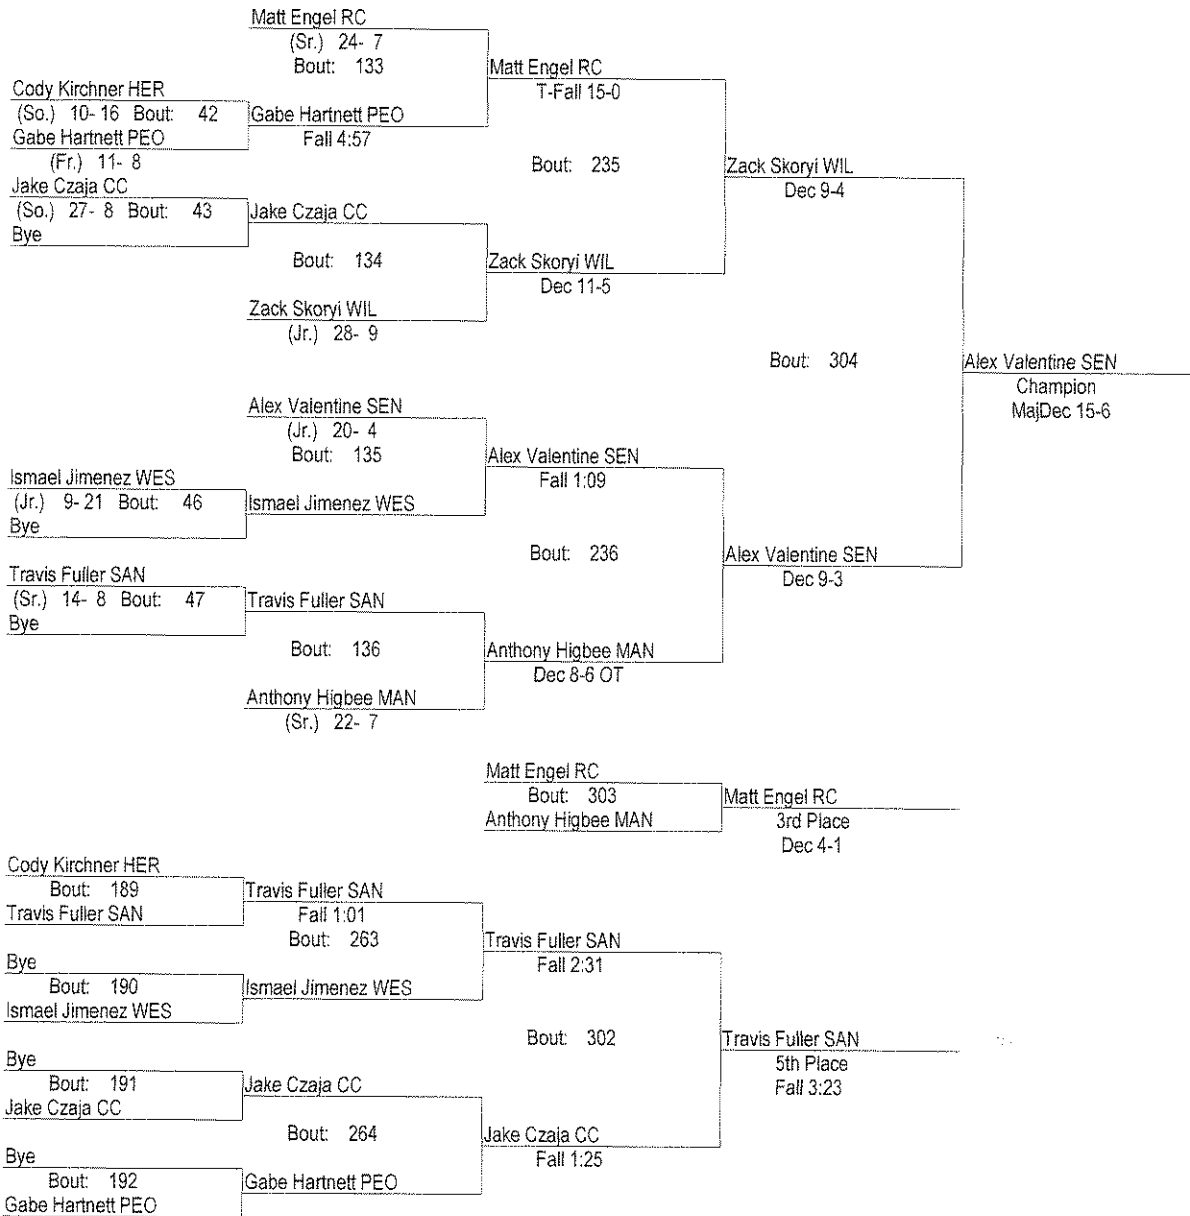 Matt Engel RC
(Sr.) 24- 7
Bout: 133
Matt Engel RC
T-Fall 15-0
Cody Kirchner HER
(So.) 10- 16 Bout: 42
Gabe Hartnett PEO
Gabe Hartnett PEO
Fall 4:57
(Fr.) 11- 8
Bout: 235
Zack Skoryi WIL
Dec 9-4
Jake Czaja CC
(So.) 27- 8 Bout: 43
Jake Czaja CC
Bye
Bout: 134
Zack Skoryi WIL
Dec 11-5
Zack Skoryi WIL
(Jr.) 28- 9
Bout: 304
Alex Valentine SEN
Champion
MajDec 15-6
Alex Valentine SEN
(Jr.) 20- 4
Bout: 135
Alex Valentine SEN
Fall 1:09
Ismael Jimenez WES
(Jr.) 9- 21 Bout: 46
Ismael Jimenez WES
Bye
Bout: 236
Alex Valentine SEN
Dec 9-3
Travis Fuller SAN
(Sr.) 14- 8 Bout: 47
Travis Fuller SAN
Bye
Bout: 136
Anthony Higbee MAN
Dec 8-6 OT
Anthony Higbee MAN
(Sr.) 22- 7
Matt Engel RC
Bout: 303
Anthony Higbee MAN
Matt Engel RC
3rd Place
Dec 4-1
Cody Kirchner HER
Bout: 189
Travis Fuller SAN
Travis Fuller SAN
Fall 1:01
Bout: 263
Travis Fuller SAN
Fall 2:31
Bye
Bout: 190
Ismael Jimenez WES
Ismael Jimenez WES
Bout: 302
Travis Fuller SAN
5th Place
Fall 3:23
Bye
Bout: 191
Jake Czaja CC
Jake Czaja CC
Bout: 264
Jake Czaja CC
Fall 1:25
Bye
Bout: 192
Gabe Hartnett PEO
Gabe Hartnett PEO